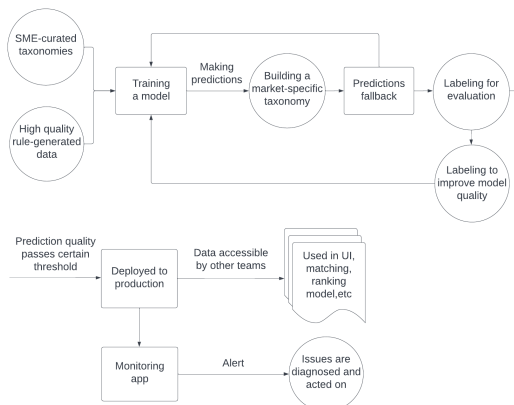 SME-curated
taxonomies
High quality
rule-generated
data
Training
a model
Making
predictions
Building a
market-specific
taxonomy
Predictions
fallback
Labeling for
evaluation
Labeling to
improve model
quality
Prediction quality
passes certain
threshold
Deployed to
production
Data accessible
by other teams
Used in UI,
matching,
ranking
model,etc
Monitoring
app
Alert
Issues are
diagnosed and
acted on